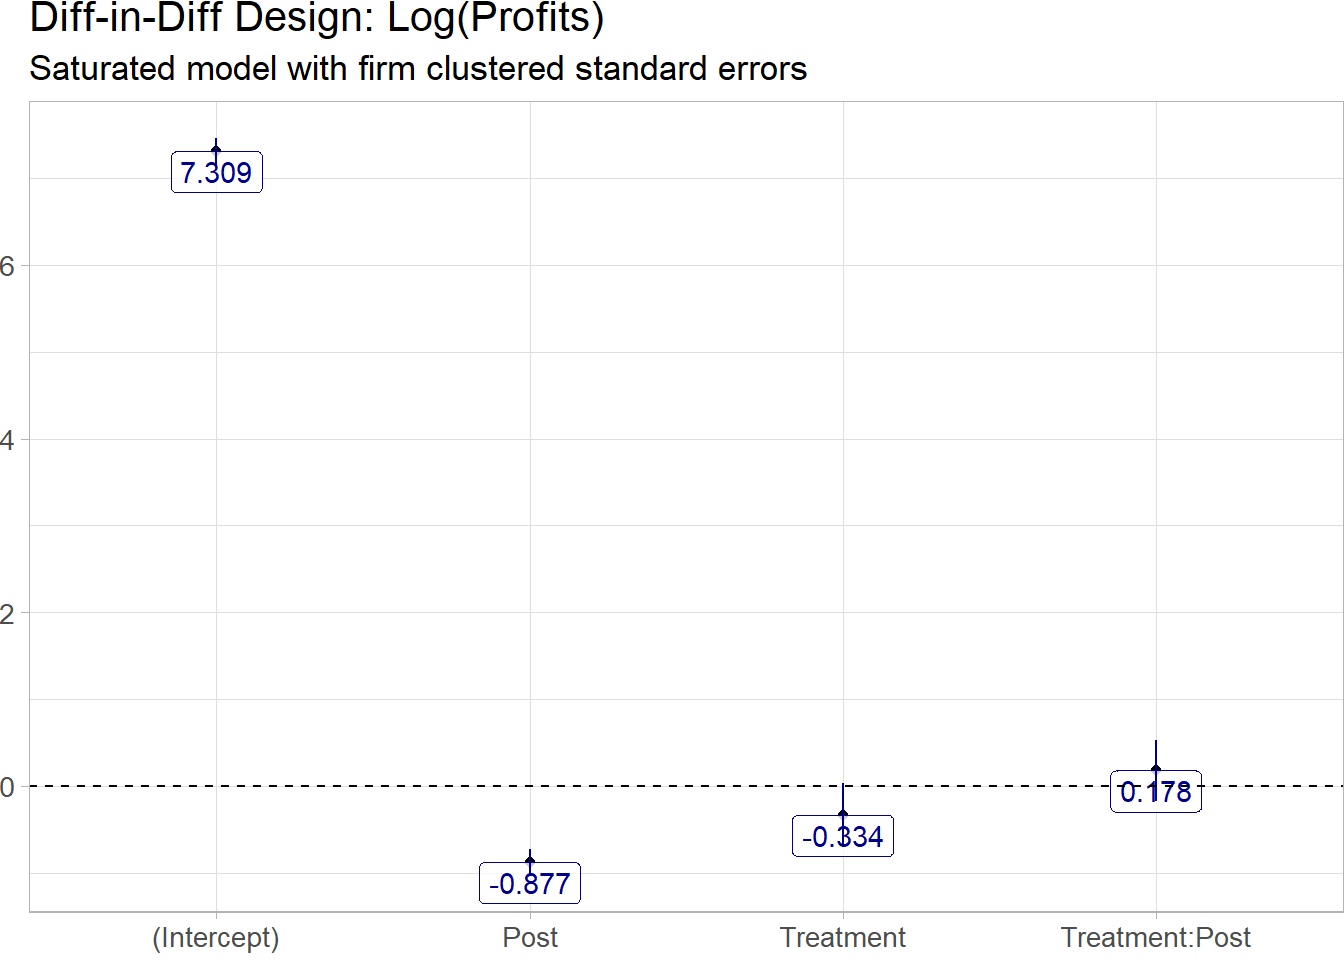 Diff-in-Diff Design: Log(Profits)
Saturated model with firm clustered standard errors
7.309
6
4
2
0
0.178
-0.334
-0.877
(Intercept) Post Treatment Treatment:Post